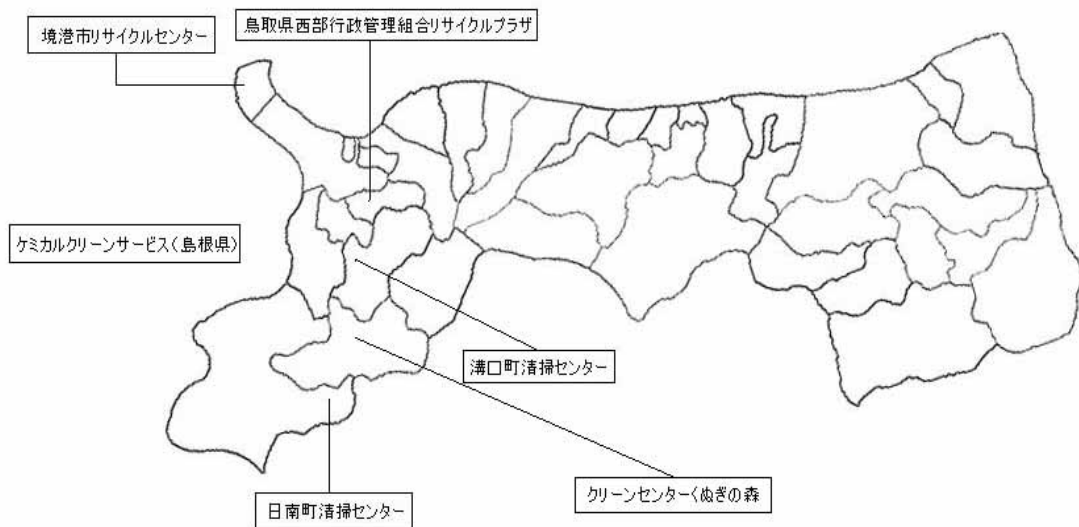 鳥取県西部行政管理組合リサイクルプラザ
境港市リサイクルセンター
ケミカルクリーンサービス(島根県)
溝口町清掃センター
クリーンセンターくぬぎの森
日南町清掃センター